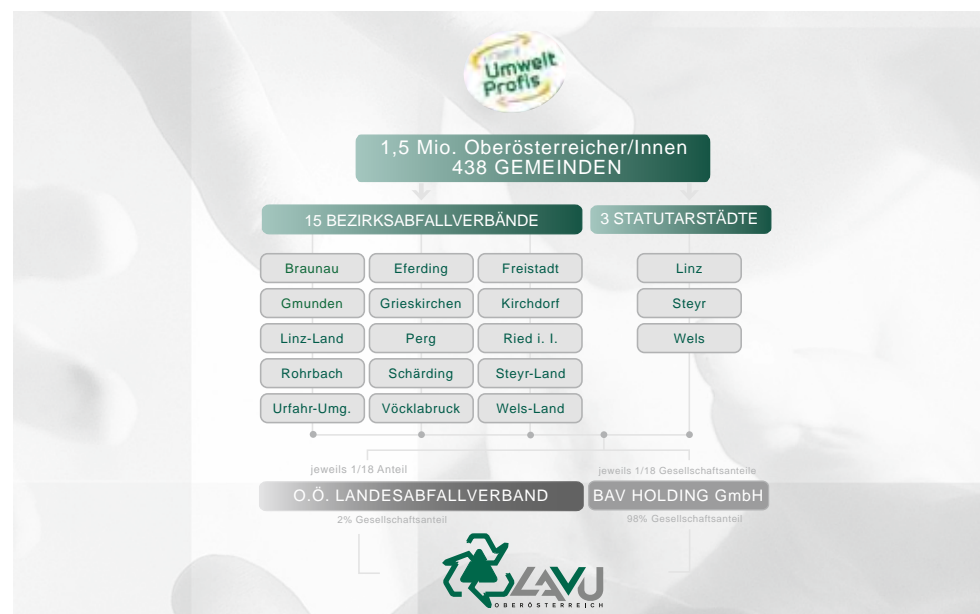 unsere
Umwelt
Profis
1,5 Mio. Oberösterreicher/Innen
438 GEMEINDEN
15 BEZIRKSABFALLVERBÄNDE
3 STATUTARSTÄDTE
Braunau
Eferding
Freistadt
Linz
Gmunden
Grieskirchen
Kirchdorf
Steyr
Linz-Land
Perg
Ried i. I.
Wels
Rohrbach
Schärding
Steyr-Land
Urfahr-Umg.
Vöcklabruck
Wels-Land
jeweils 1/18 Anteil
jeweils 1/18 Gesellschaftsanteile
O.Ö. LANDESABFALLVERBAND
BAV HOLDING GmbH
2% Gesellschaftsanteil
98% Gesellschaftsanteil
LAVU
OBERÖSTERREICH